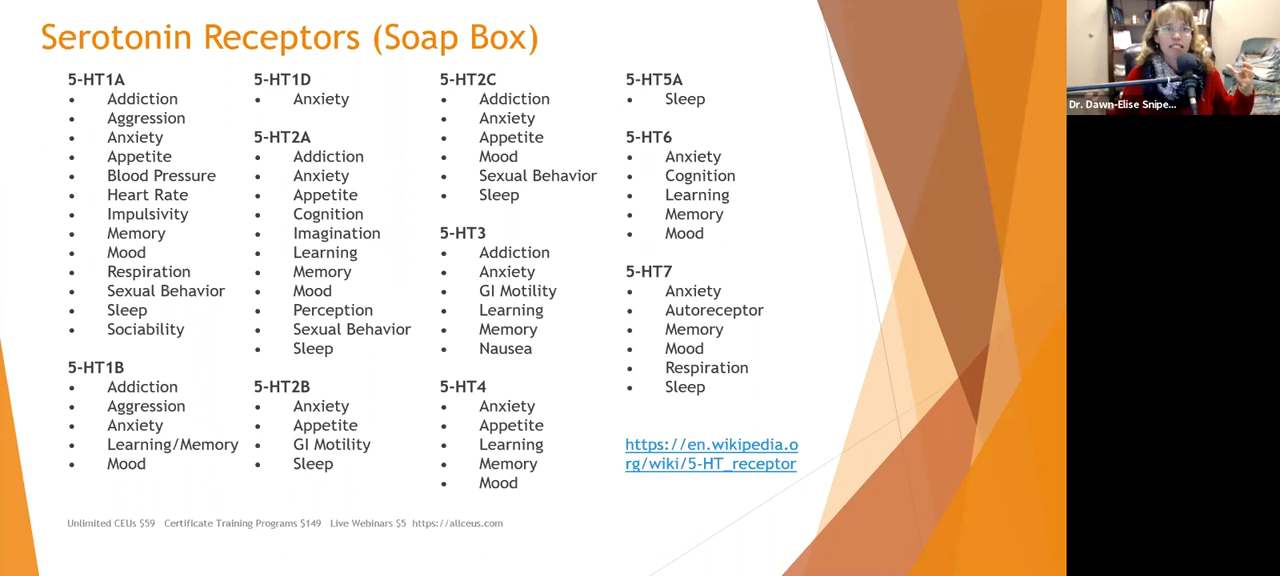 Serotonin Receptors (Soap Box)
5-HT1A
• Addiction
• Aggression
• Anxiety
• Appetite
• Blood Pressure
• Heart Rate
• Impulsivity
• Memory
• Mood
• Respiration
• Sexual Behavior
• Sleep
• Sociability
5-HT1B
• Addiction
• Aggression
• Anxiety
• Learning/Memory
• Mood
5-HT1D
• Anxiety
5-HT2A
• Addiction
• Anxiety
• Appetite
• Cognition
• Imagination
• Learning
• Memory
• Mood
• Perception
• Sexual Behavior
• Sleep
5-HT2B
• Anxiety
• Appetite
• GI Motility
• Sleep
5-HT2C
• Addiction
• Anxiety
• Appetite
• Mood
• Sexual Behavior
• Sleep
5-HT3
• Addiction
• Anxiety
• GI Motility
• Learning
• Memory
• Nausea
5-HT4
• Anxiety
• Appetite
• Learning
• Memory
• Mood
5-HT5A
• Sleep
5-HT6
• Anxiety
• Cognition
• Learning
• Memory
• Mood
5-HT7
• Anxiety
• Autoreceptor
• Memory
• Mood
• Respiration
• Sleep
https://en.wikipedia.o
rg/wiki/5-HT_receptor
Unlimited CEUs $59 Certificate Training Programs $149 Live Webinars $5 https://allceus.com
Dr. Dawn-Elise Snipe...